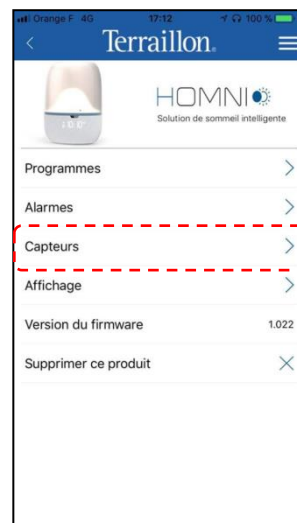 Orange F 4G 17:12 100 %
Terraillon.
HOMNI
Solution de sommeil intelligente
Programmes
Alarmes
Capteurs
Affichage
Version du firmware 1.022
Supprimer ce produit